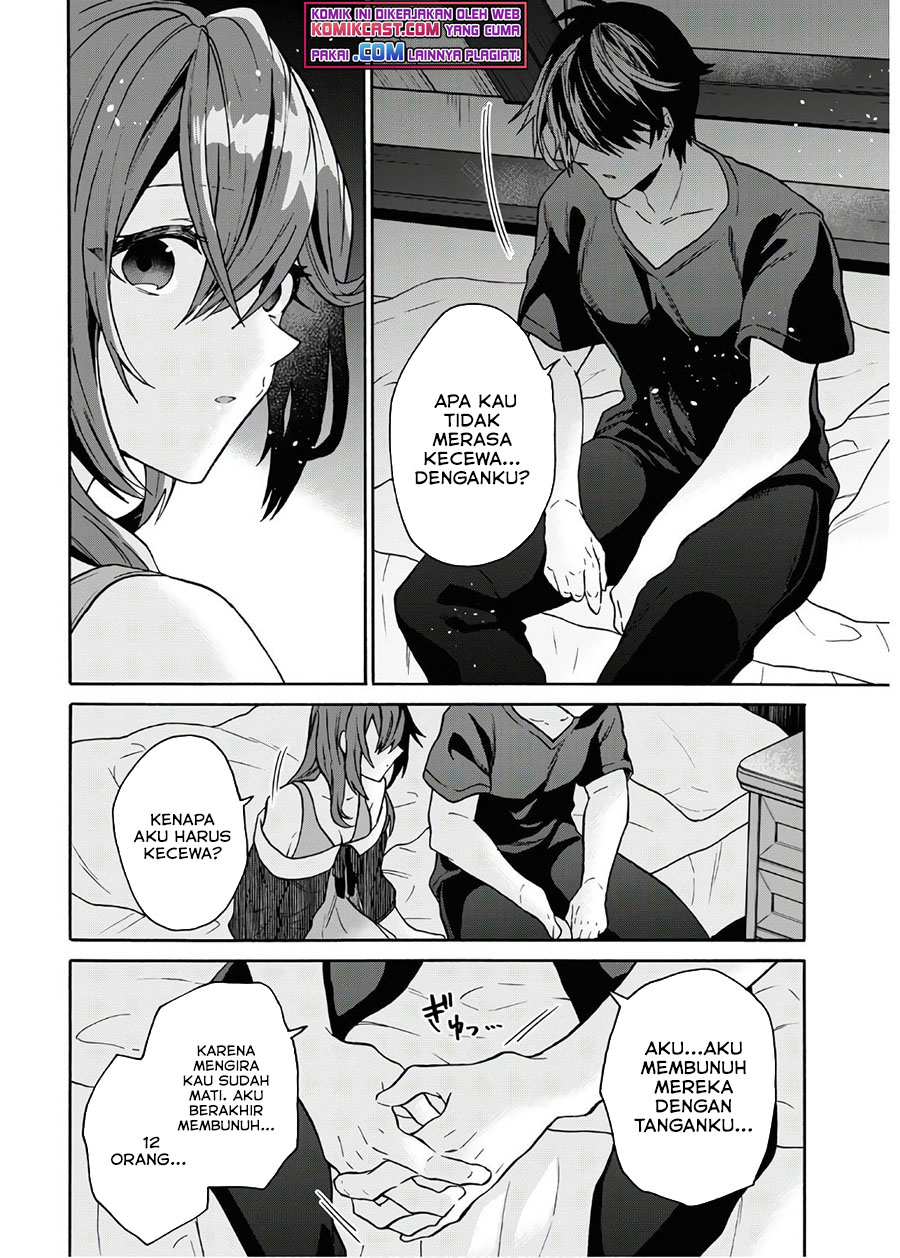 KOMIK INI DIKERJAKAN OLEH WEB
KOMIKCAST.COM YANG CUMA
PAKAI .COM LAINNYA PLAGIAT!
APA KAU
TIDAK
MERASA
KECEWA...
DENGANKU?
KENAPA
AKU HARUS
KECEWA?
AKU...AKU
MEMBUNUH
MEREKA
DENGAN
TANGANKU...
ぎゅっ...
KARENA
MENGIRA
KAU SUDAH
MATI. AKU
BERAKHIR
MEMBUNUH...
12
ORANG...